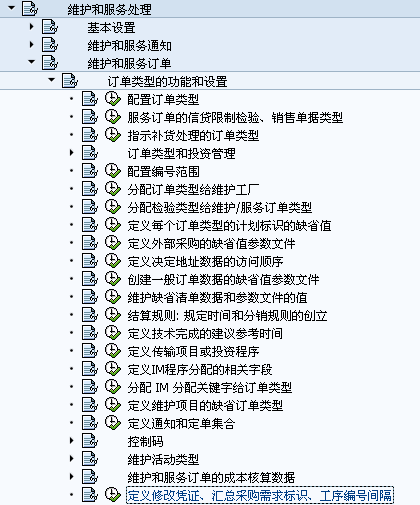 维护和服务处理
基本设置
维护和服务通知
维护和服务订单
订单类型的功能和设置
配置订单类型
服务订单的信贷限制检验、销售单据类型
指示补货处理的订单类型
订单类型和投资管理
配置编号范围
分配订单类型给维护工厂
分配检验类型给维护/服务订单类型
定义每个订单类型的计划标识的缺省值
定义外部采购的缺省值参数文件
定义决定地址数据的访问顺序
创建一般订单数据的缺省值参数文件
维护缺省清单数据和参数文件的值
结算规则: 规定时间和分销规则的创立
定义技术完成的建议参考时间
定义传输项目或投资程序
定义IM程序分配的相关字段
分配 IM 分配关键字给订单类型
定义维护项目的缺省订单类型
定义通知和定单集合
控制码
维护活动类型
维护和服务订单的成本核算数据
定义修改凭证、汇总采购需求标识、工序编号间隔